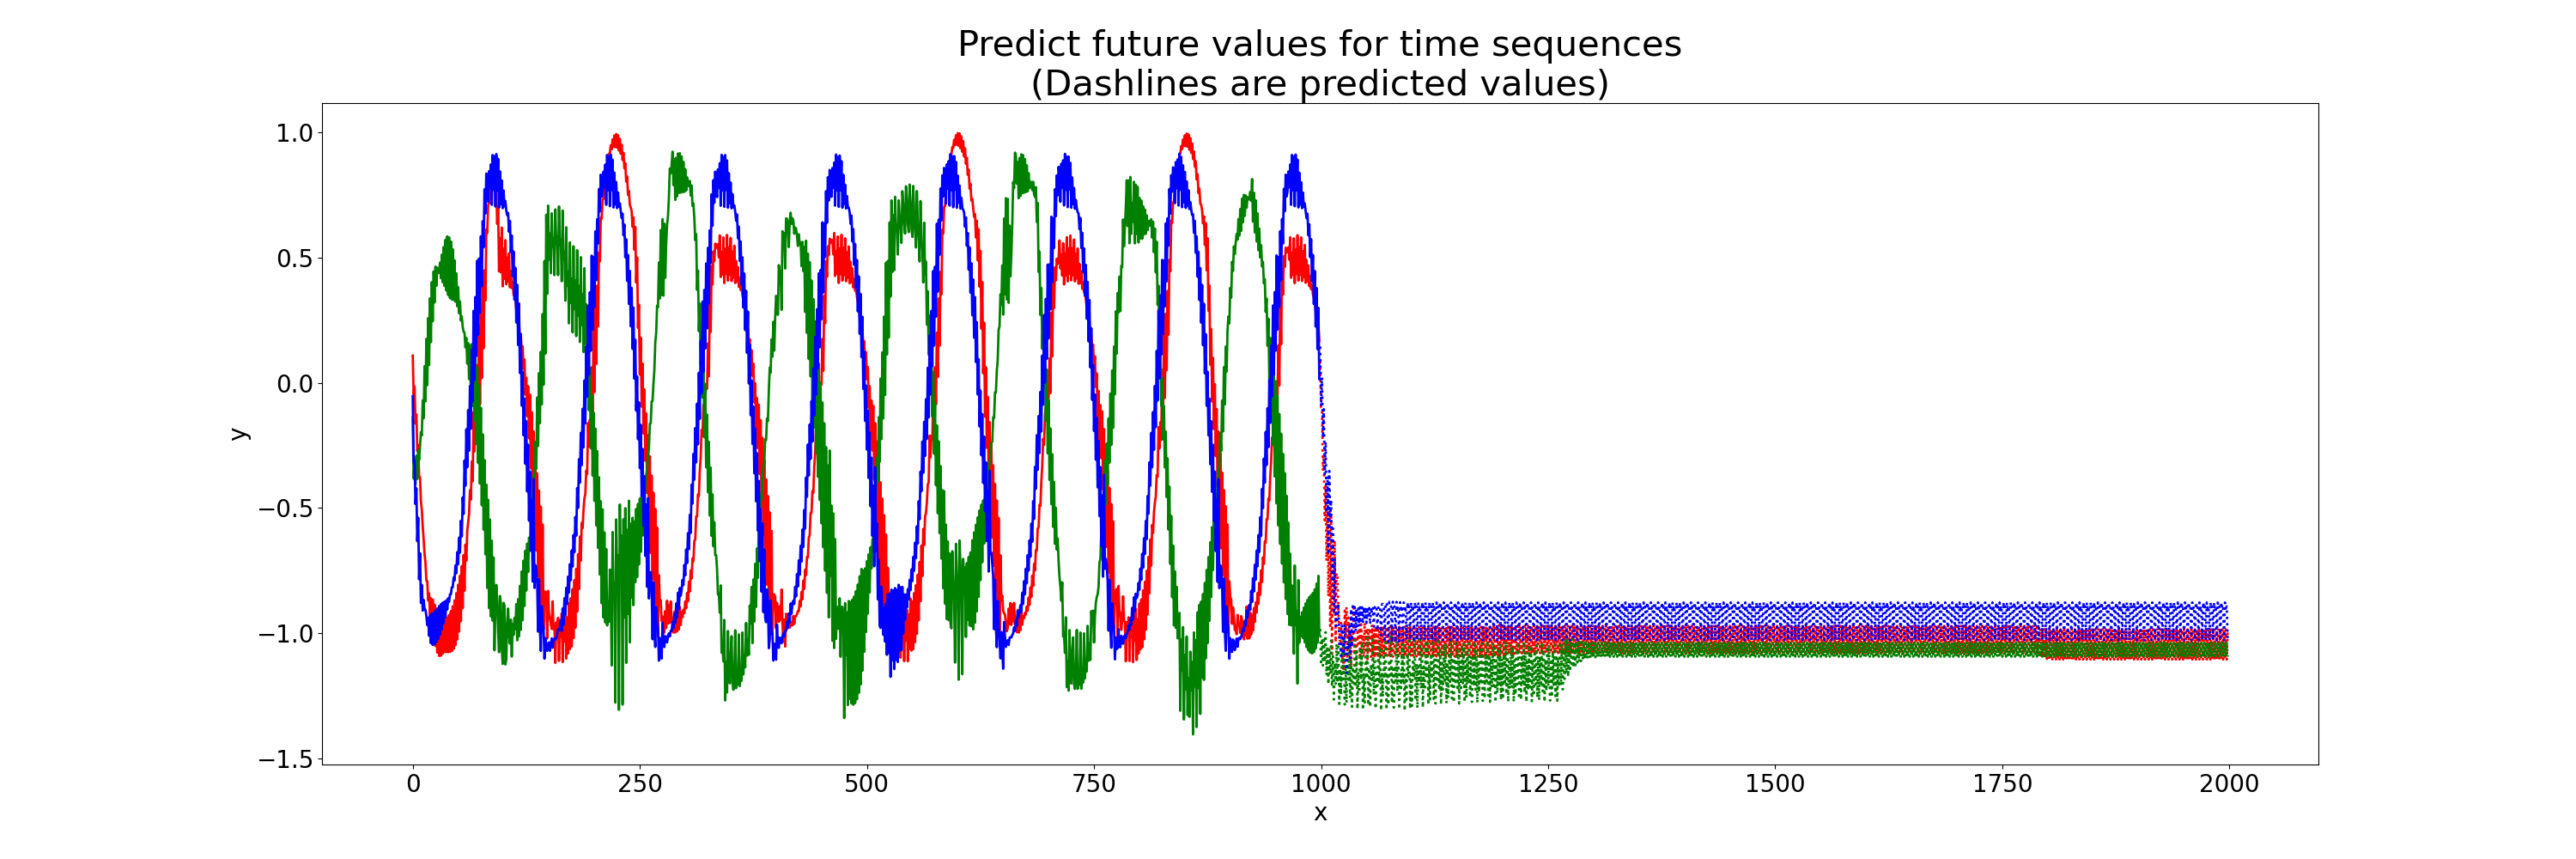 Predict future values for time sequences
(Dashlines are predicted values)
1.0
0.5
0.0
−0.5
−1.0
−1.5
y
0 250 500 750 1000 1250 1500 1750 2000
x